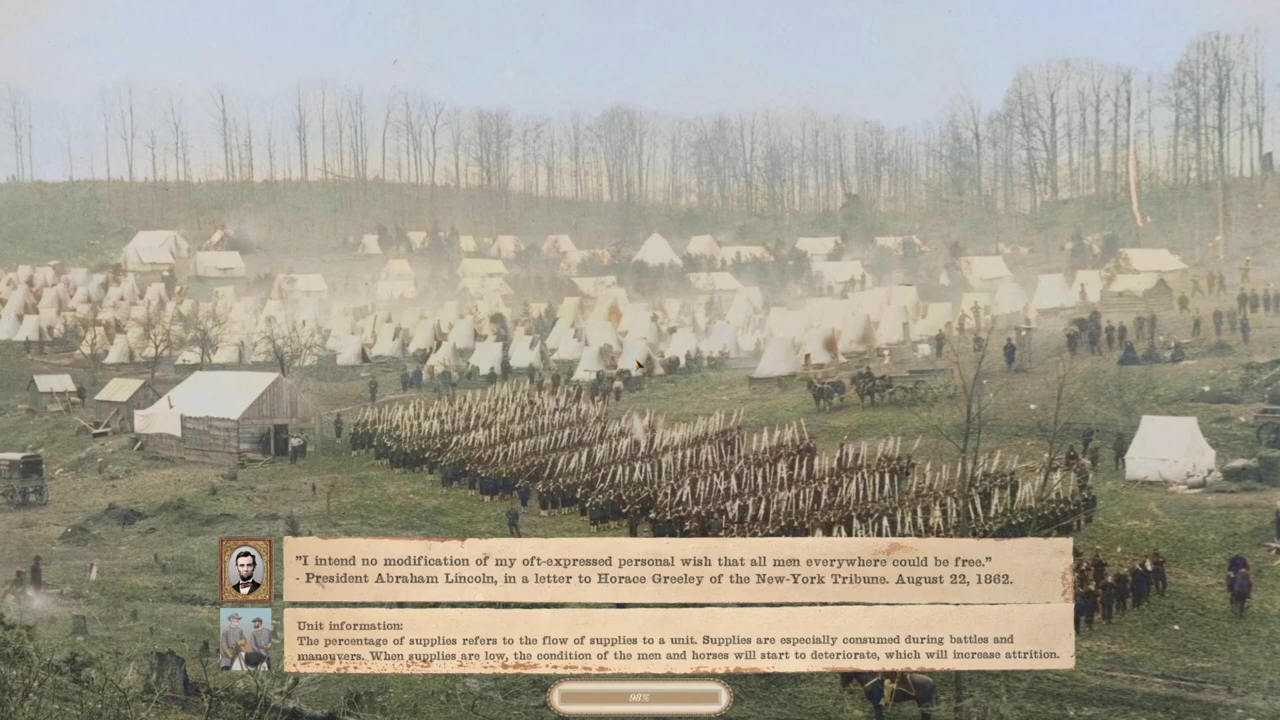 "I intend no modification of my oft-expressed personal wish that all men everywhere could be free."
- President Abraham Lincoln, in a letter to Horace Greeley of the New-York Tribune. August 22, 1862.
Unit information:
The percentage of supplies refers to the flow of supplies to a unit. Supplies are especially consumed during battles and
maneuvers. When supplies are low, the condition of the men and horses will start to deteriorate, which will increase attrition.
98%